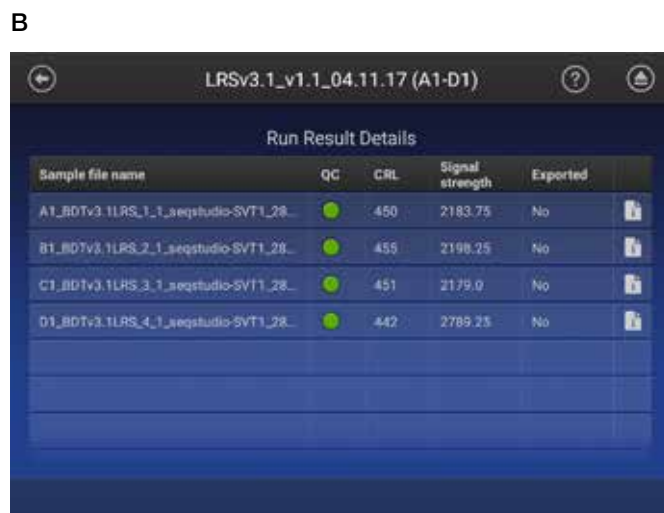 B
LRSv3.1_v1.1_04.11.17 (A1-D1)
Run Result Details
Sample file name QC CRL Signal strength Exported
A1_BDTv3.1LRS_1_1_seqstudio-SVT1_28... 450 2183.75 No
B1_BDTv3.1LRS_2_1_seqstudio-SVT1_28... 455 2198.25 No
C1_BDTv3.1LRS_3_1_seqstudio-SVT1_28... 451 2179.0 No
D1_BDTv3.1LRS_4_1_seqstudio-SVT1_28... 442 2789.25 No